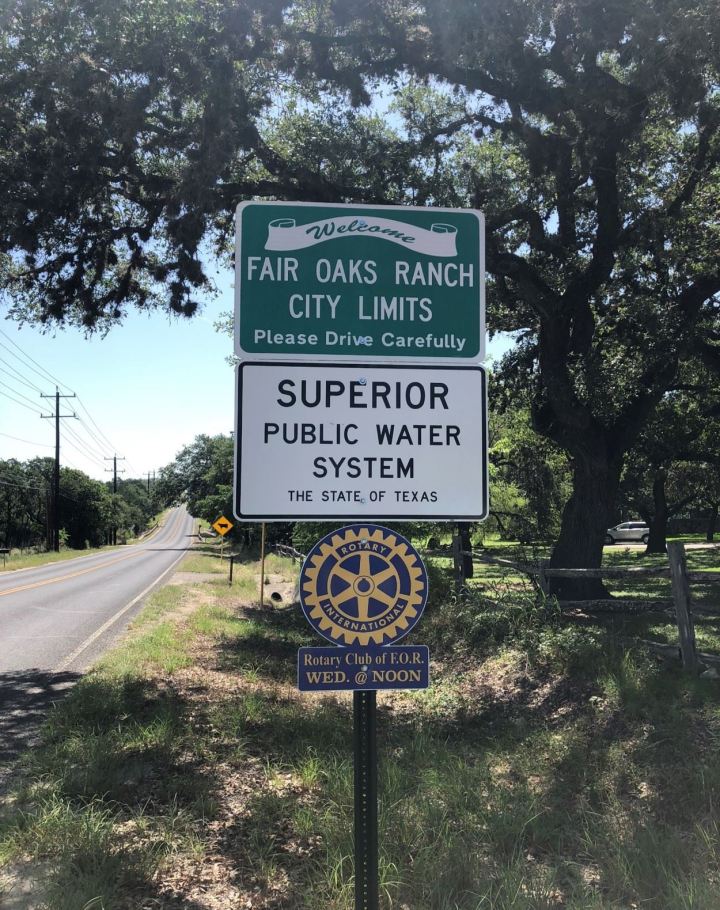 Welcome
FAIR OAKS RANCH
CITY LIMITS
Please Drive Carefully
SUPERIOR
PUBLIC WATER
SYSTEM
THE STATE OF TEXAS
ROTARY
INTERNATIONAL
Rotary Club of F.O.R.
WED. @ NOON